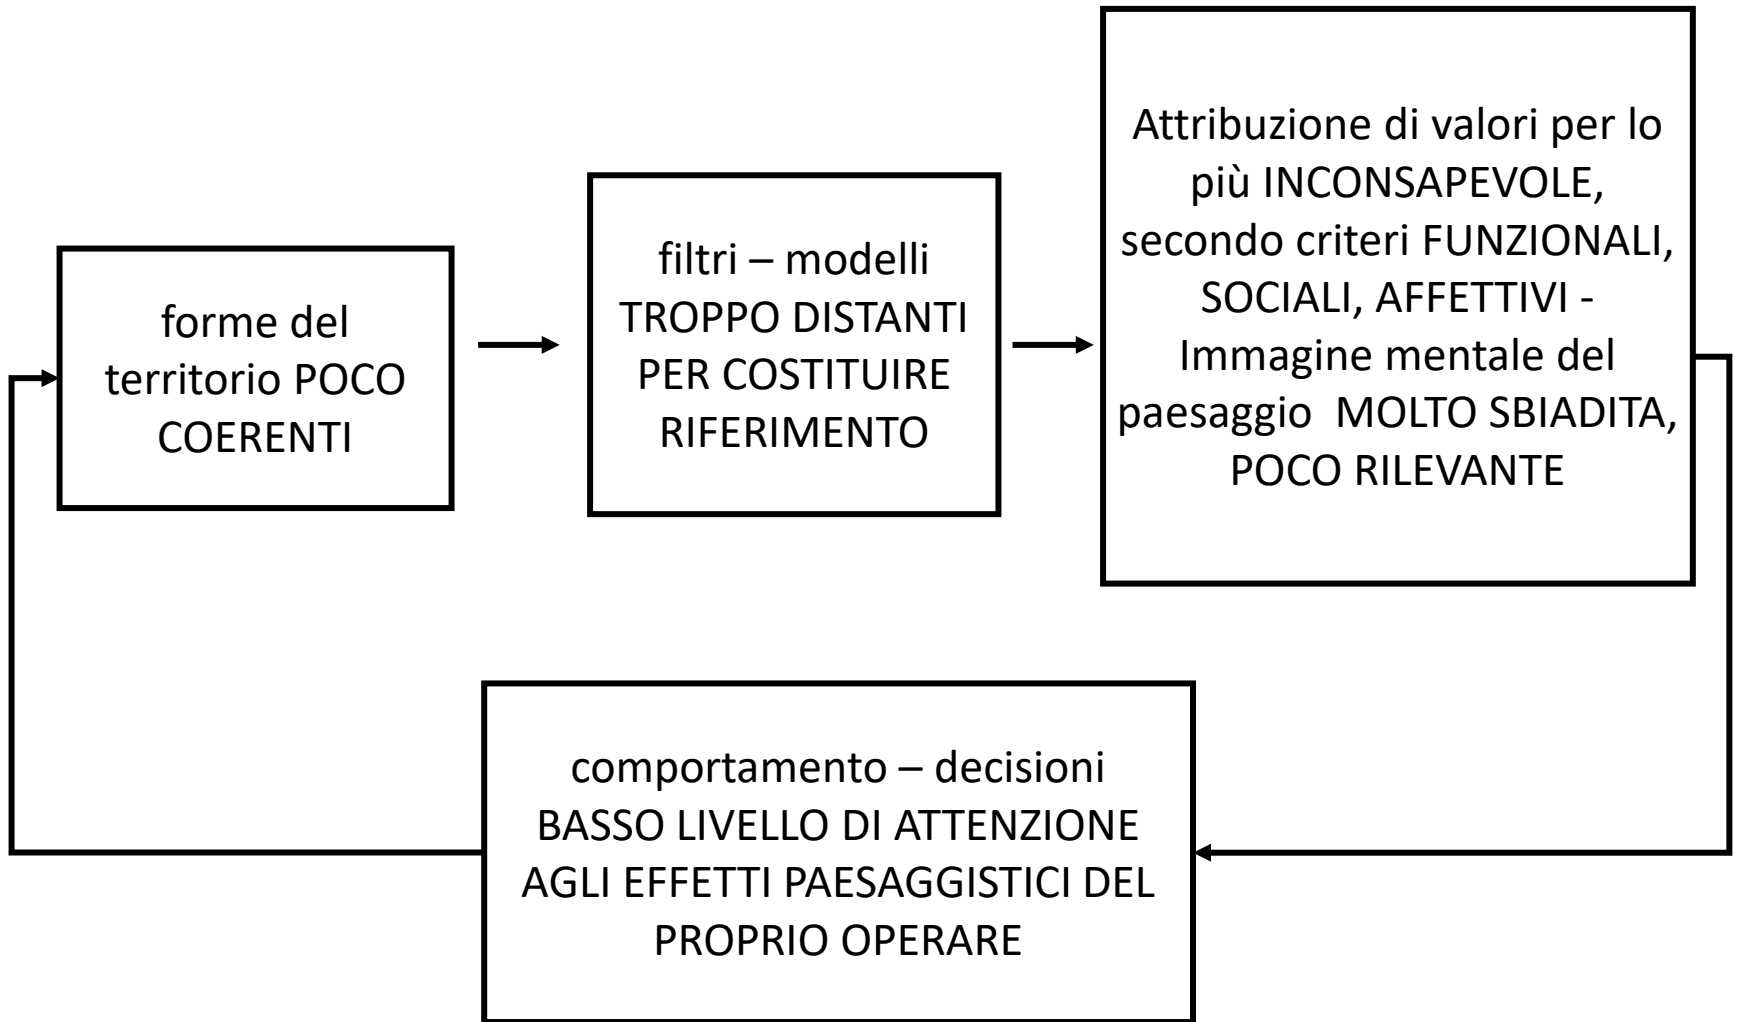 forme del
territorio POCO
COERENTI
filtri – modelli
TROPPO DISTANTI
PER COSTITUIRE
RIFERIMENTO
Attribuzione di valori per lo
più INCONSAPEVOLE,
secondo criteri FUNZIONALI,
SOCIALI, AFFETTIVI -
Immagine mentale del
paesaggio  MOLTO SBIADITA,
POCO RILEVANTE
comportamento – decisioni
BASSO LIVELLO DI ATTENZIONE
AGLI EFFETTI PAESAGGISTICI DEL
PROPRIO OPERARE